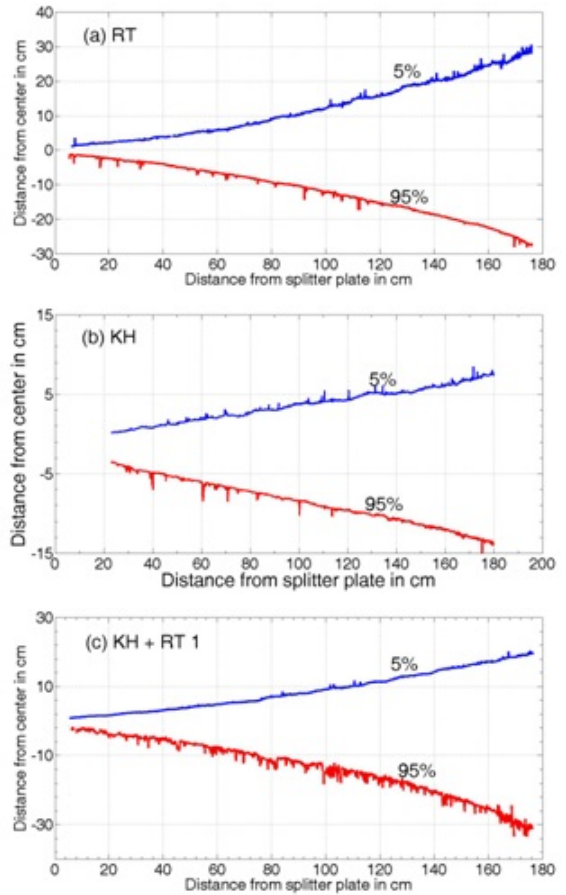 (a) RT
40
30
20
10
0
-10
-20
-30
5%
95%
0 20 40 60 80 100 120 140 160 180
Distance from center in cm
Distance from splitter plate in cm
(b) KH
15
5
-5
-15
5%
95%
0 20 40 60 80 100 120 140 160 180 200
Distance from center in cm
Distance from splitter plate in cm
(c) KH + RT 1
30
10
-10
-30
5%
95%
0 20 40 60 80 100 120 140 160 180
Distance from center in cm
Distance from splitter plate in cm